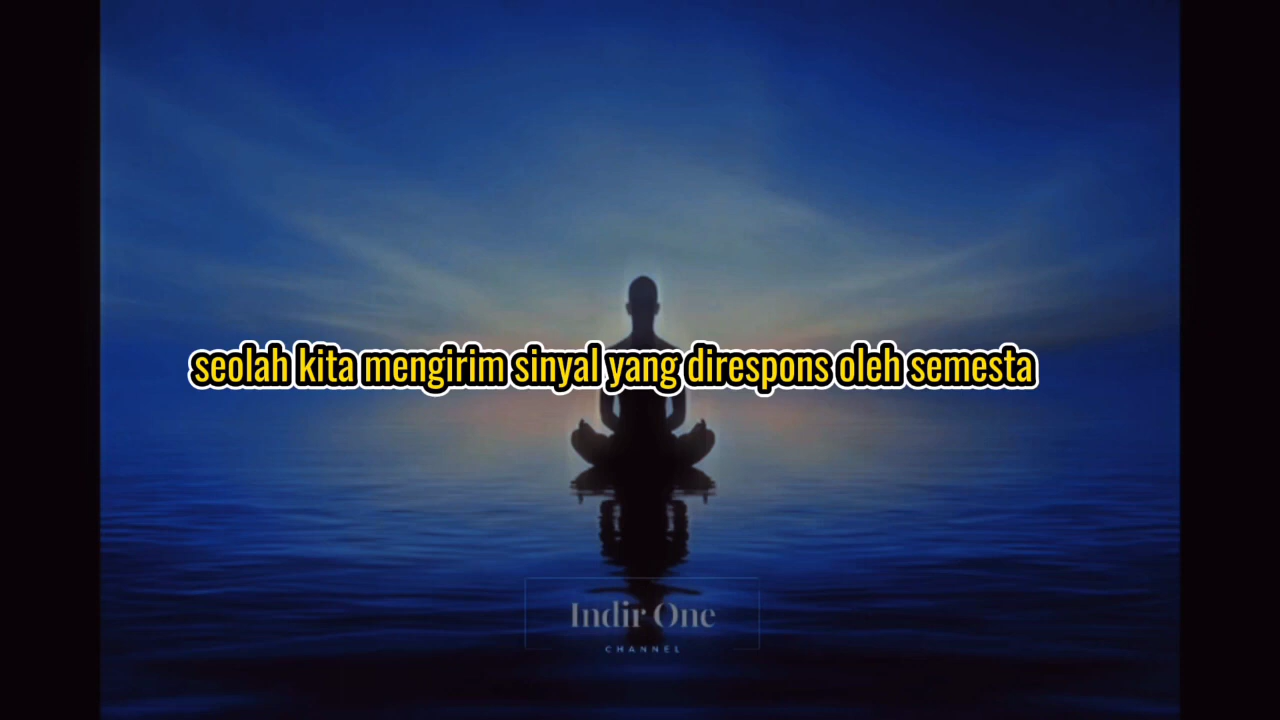 seolah kita mengirim sinyal yang direspons oleh semesta
Indir One
CHANNEL